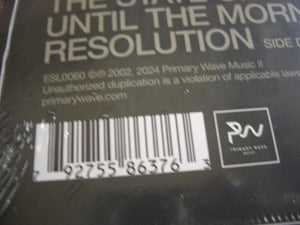 UNTIL THE MORN
RESOLUTION SIDE D
ESL0060 ©℗ 2002, 2024 Primary Wave Music II
Unauthorized duplication is a violation of applicable laws
primarywave.com
PW
PRIMARY WAVE
MUSIC
92755 86376